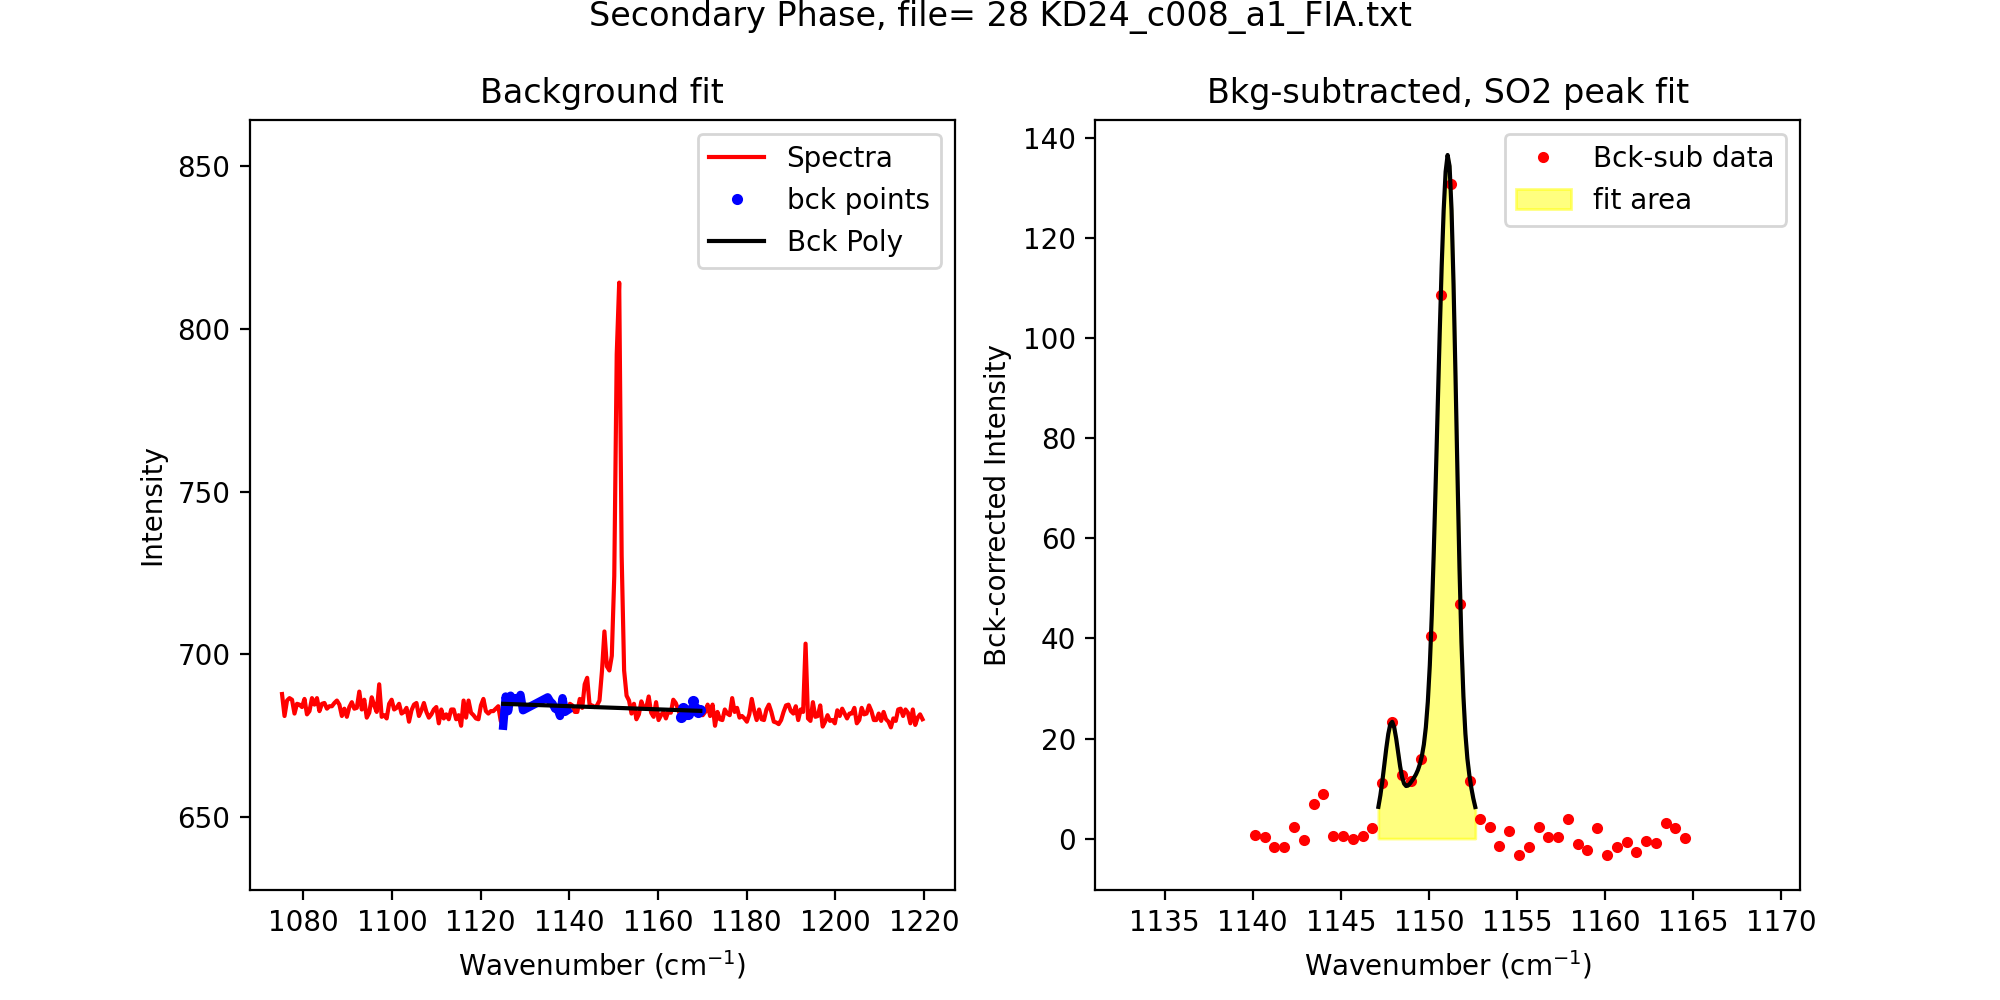 Secondary Phase, file= 28 KD24_c008_a1_FIA.txt
Background fit
Spectra
bck points
Bck Poly
850
800
750
700
650
Intensity
1080 1100 1120 1140 1160 1180 1200 1220
Wavenumber (cm⁻¹)
Bkg-subtracted, SO2 peak fit
Bck-sub data
fit area
140
120
100
80
60
40
20
0
Bck-corrected Intensity
1135 1140 1145 1150 1155 1160 1165 1170
Wavenumber (cm⁻¹)